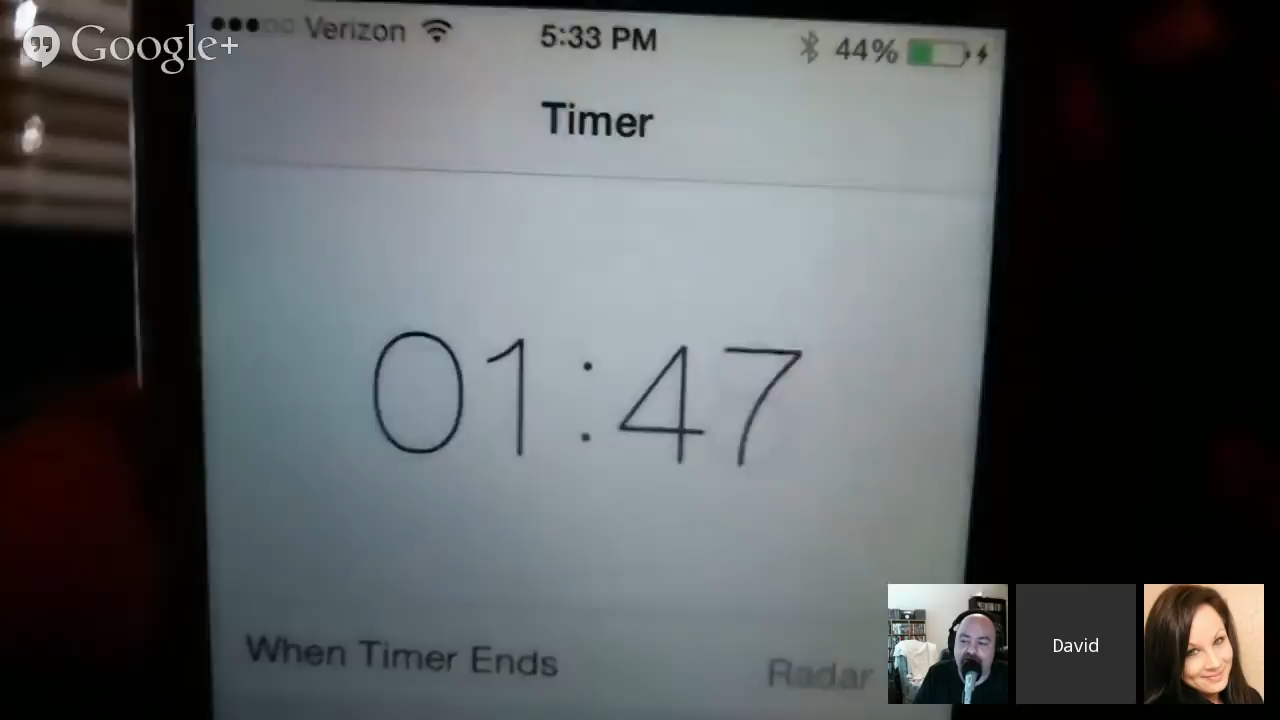 Google+
Verizon 5:33 PM 44%
Timer
01:47
When Timer Ends Radar
David